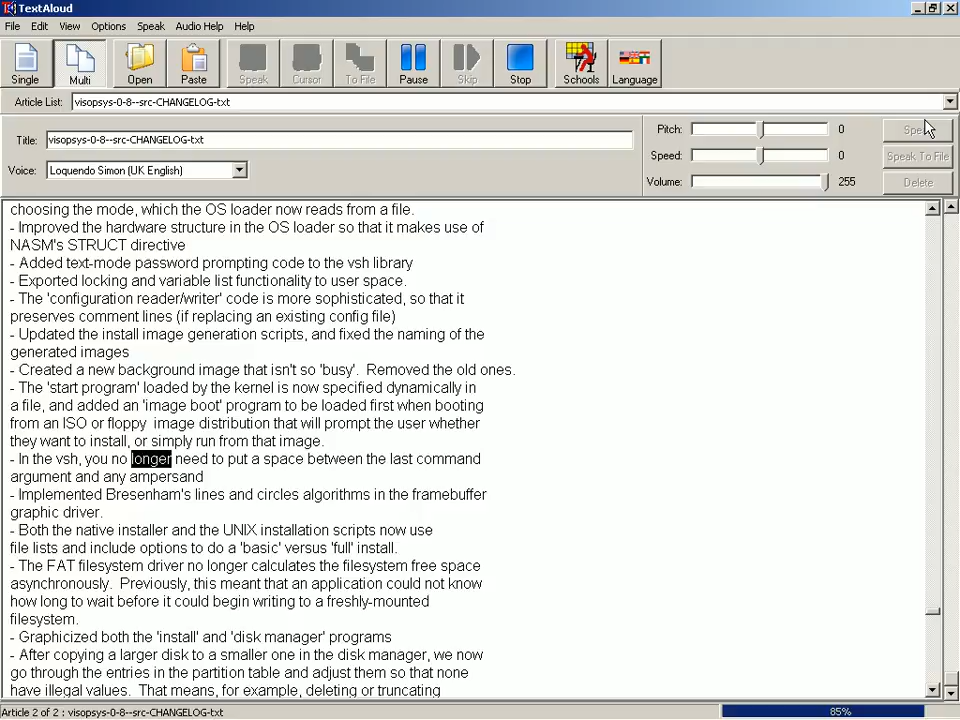 TextAloud
File Edit View Options Speak Audio Help Help
Single Multi Open Paste Speak Cursor To File Pause Skip Stop Schools Language
Article List: visopsys-0-8--src-CHANGELOG-txt
Title: visopsys-0-8--src-CHANGELOG-txt
Voice: Loquendo Simon (UK English)
Pitch: 0 Speak
Speed: 0 Speak To File
Volume: 255 Delete
choosing the mode, which the OS loader now reads from a file.
- Improved the hardware structure in the OS loader so that it makes use of
NASM's STRUCT directive
- Added text-mode password prompting code to the vsh library
- Exported locking and variable list functionality to user space.
- The 'configuration reader/writer' code is more sophisticated, so that it
preserves comment lines (if replacing an existing config file)
- Updated the install image generation scripts, and fixed the naming of the
generated images
- Created a new background image that isn't so 'busy'.  Removed the old ones.
- The 'start program' loaded by the kernel is now specified dynamically in
a file, and added an 'image boot' program to be loaded first when booting
from an ISO or floppy  image distribution that will prompt the user whether
they want to install, or simply run from that image.
- In the vsh, you no longer need to put a space between the last command
argument and any ampersand
- Implemented Bresenham's lines and circles algorithms in the framebuffer
graphic driver.
- Both the native installer and the UNIX installation scripts now use
file lists and include options to do a 'basic' versus 'full' install.
- The FAT filesystem driver no longer calculates the filesystem free space
asynchronously.  Previously, this meant that an application could not know
how long to wait before it could begin writing to a freshly-mounted
filesystem.
- Graphicized both the 'install' and 'disk manager' programs
- After copying a larger disk to a smaller one in the disk manager, we now
go through the entries in the partition table and adjust them so that none
have illegal values.  That means, for example, deleting or truncating
Article 2 of 2 : visopsys-0-8--src-CHANGELOG-txt 85%